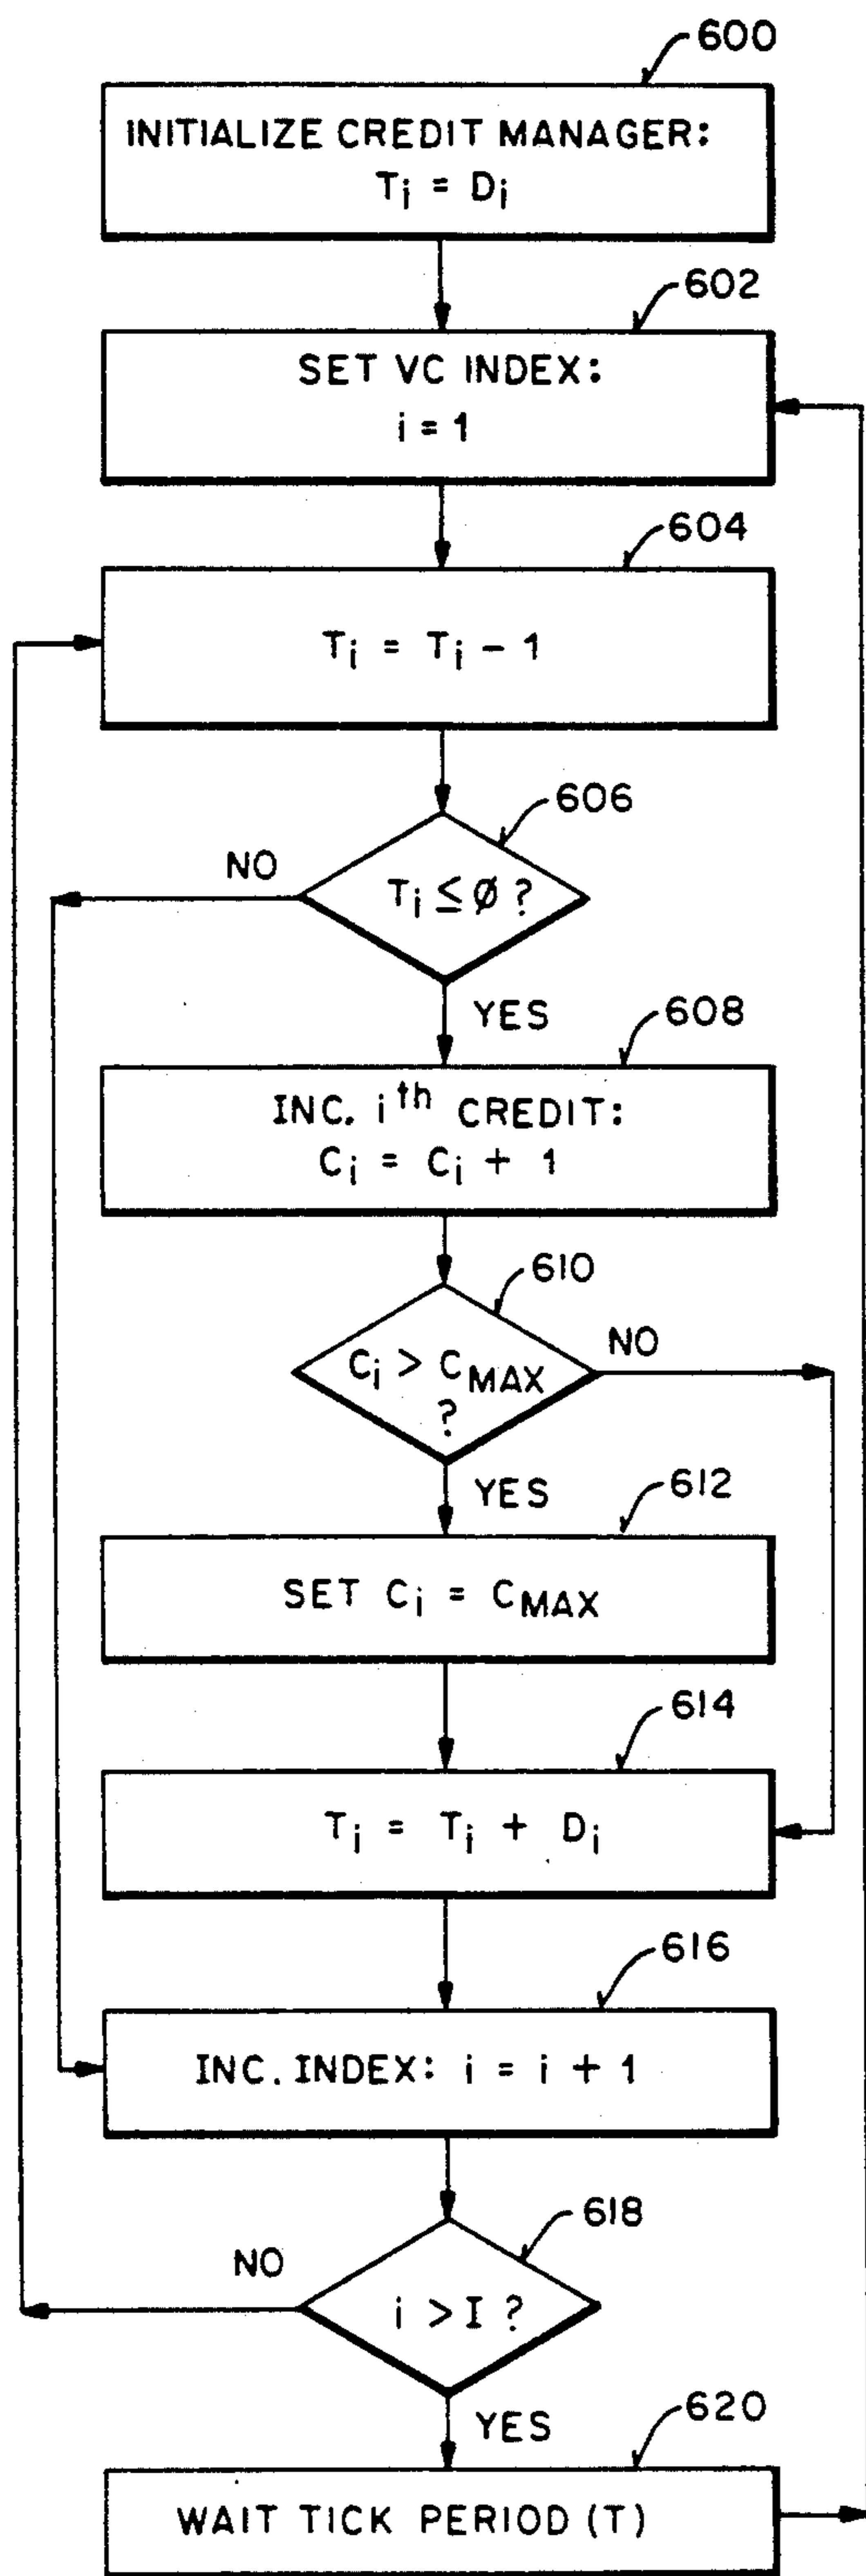 600
INITIALIZE CREDIT MANAGER:
Ti = Di
602
SET VC INDEX:
i = 1
604
Ti = Ti - 1
606
NO
Ti ≤ Ø ?
YES
608
INC. ith CREDIT:
Ci = Ci + 1
610
Ci > CMAX
?
NO
YES
612
SET Ci = CMAX
614
Ti = Ti + Di
616
INC. INDEX: i = i + 1
618
NO
i > I ?
YES
620
WAIT TICK PERIOD (T)